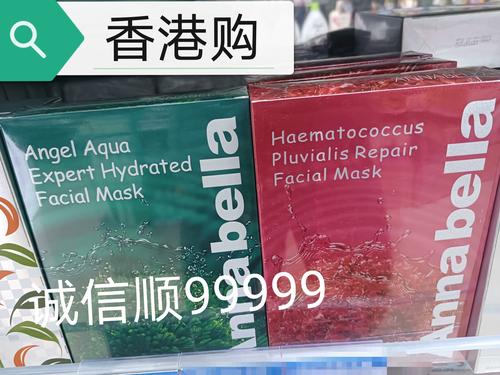 香港购
Angel Aqua
Expert Hydrated
Facial Mask
Annabella
Haematococcus
Pluvialis Repair
Facial Mask
Annabella
诚信顺99999